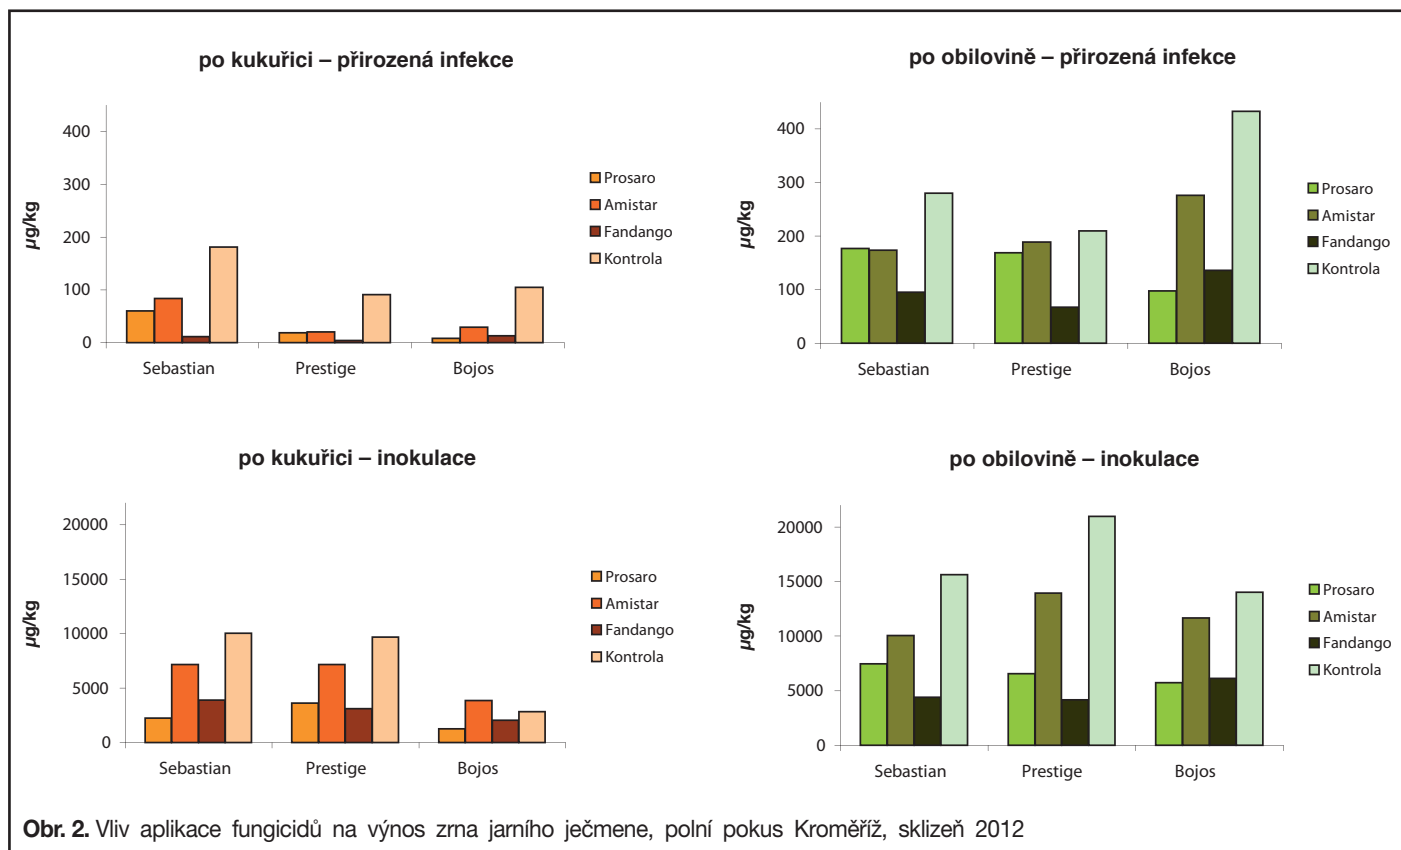 po kukuřici – přirozená infekce
µg/kg
400
300
200
100
0
Sebastian Prestige Bojos
Prosaro
Amistar
Fandango
Kontrola
po obilovině – přirozená infekce
µg/kg
400
300
200
100
0
Sebastian Prestige Bojos
Prosaro
Amistar
Fandango
Kontrola
po kukuřici – inokulace
µg/kg
20000
15000
10000
5000
0
Sebastian Prestige Bojos
Prosaro
Amistar
Fandango
Kontrola
po obilovině – inokulace
µg/kg
20000
15000
10000
5000
0
Sebastian Prestige Bojos
Prosaro
Amistar
Fandango
Kontrola
Obr. 2. Vliv aplikace fungicidů na výnos zrna jarního ječmene, polní pokus Kroměříž, sklizeň 2012